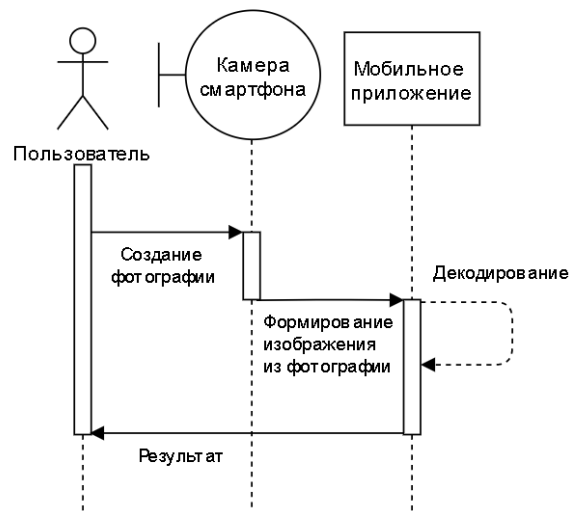 Камера
смартфона
Мобильное
приложение
Пользователь
Создание
фотографии
Декодирование
Формирование
изображения
из фотографии
Результат